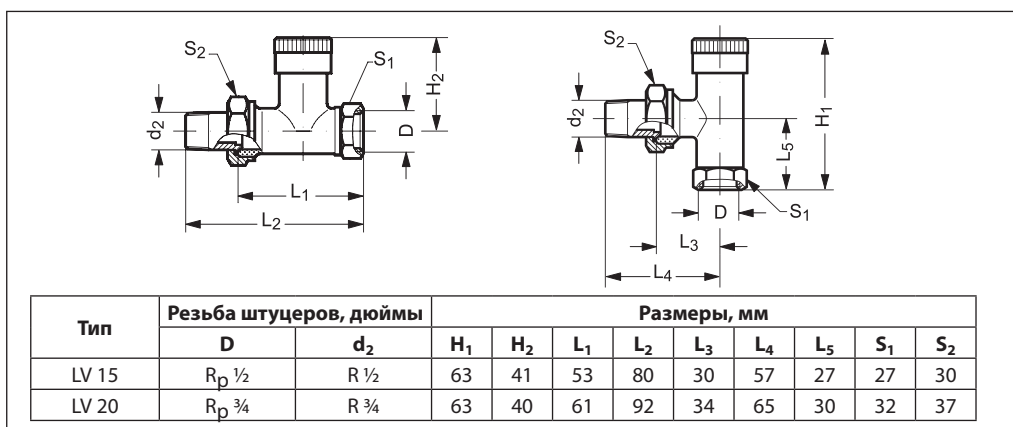 S₂
S₁
H₂
d₂
D
L₁
L₂
S₂
d₂
H₁
L₅
D
S₁
L₃
L₄
Тип
Резьба штуцеров, дюймы
Размеры, мм
D d₂ H₁ H₂ L₁ L₂ L₃ L₄ L₅ S₁ S₂
LV 15 Rp ½ R ½ 63 41 53 80 30 57 27 27 30
LV 20 Rp ¾ R ¾ 63 40 61 92 34 65 30 32 37